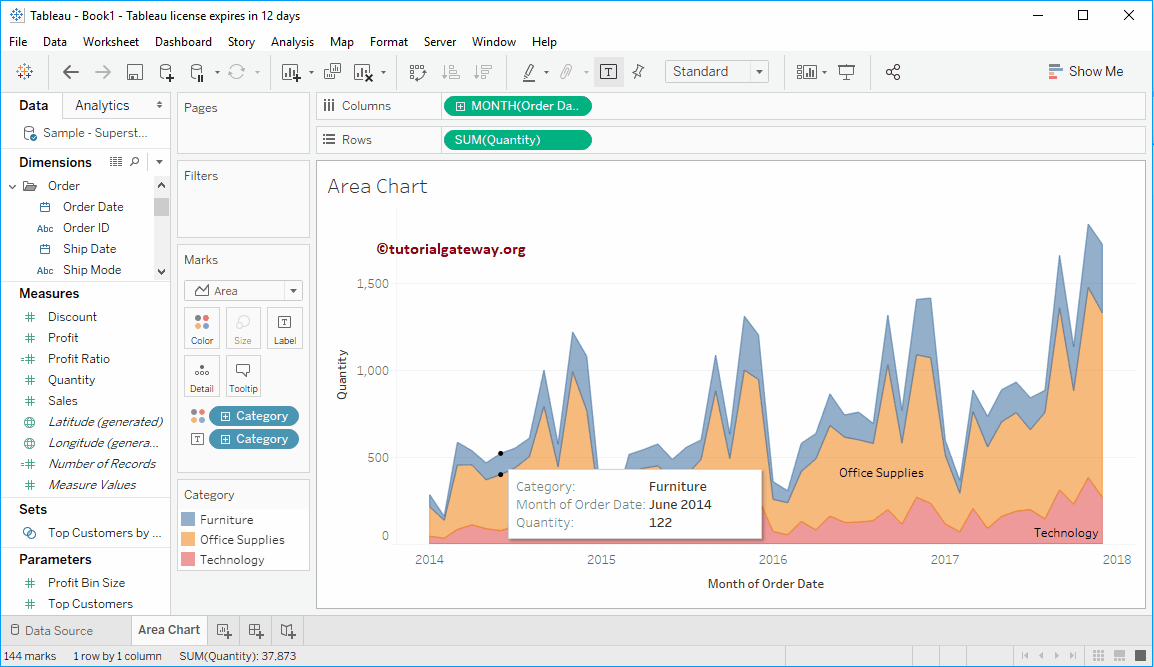 Tableau - Book1 - Tableau license expires in 12 days
File Data Worksheet Dashboard Story Analysis Map Format Server Window Help
Standard
Show Me
Data Analytics
Sample - Superst...
Dimensions
Order
Order Date
Abc Order ID
Ship Date
Abc Ship Mode
Measures
Discount
Profit
Profit Ratio
Quantity
Sales
Latitude (generated)
Longitude (genera...
Number of Records
Measure Values
Sets
Top Customers by ...
Parameters
Profit Bin Size
Top Customers
Pages
Filters
Marks
Area
Color Size Label
Detail Tooltip
Category
Category
Category
Furniture
Office Supplies
Technology
Columns MONTH(Order Da..
Rows SUM(Quantity)
Area Chart
©tutorialgateway.org
1,500
1,000
500
0
Quantity
Office Supplies
Technology
Category: Furniture
Month of Order Date: June 2014
Quantity: 122
2014 2015 2016 2017 2018
Month of Order Date
Data Source Area Chart
144 marks 1 row by 1 column SUM(Quantity): 37,873